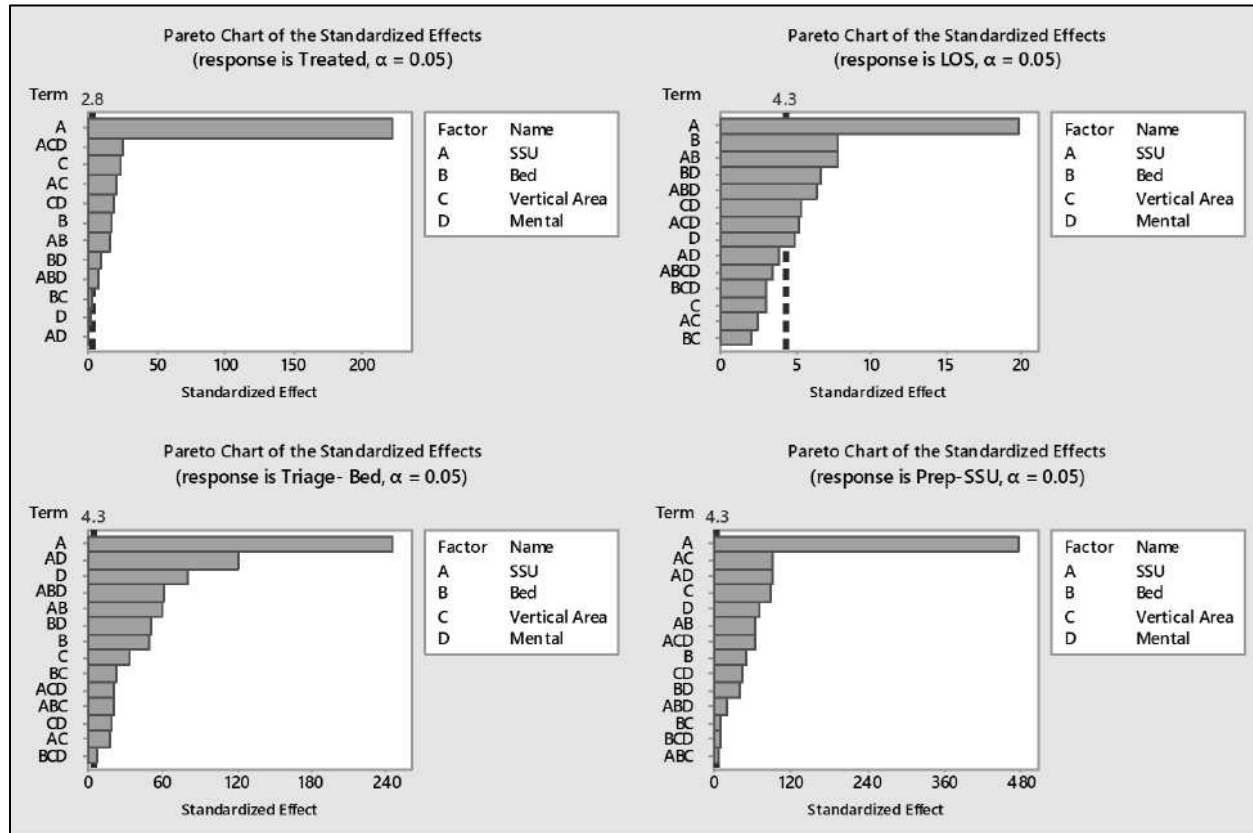 Pareto Chart of the Standardized Effects
(response is Treated, α = 0.05)
Term
2.8
A
ACD
C
AC
CD
B
AB
BD
ABD
BC
D
AD
0 50 100 150 200
Standardized Effect
Factor Name
A SSU
B Bed
C Vertical Area
D Mental
Pareto Chart of the Standardized Effects
(response is LOS, α = 0.05)
Term
4.3
A
B
AB
BD
ABD
CD
ACD
D
AD
ABCD
BCD
C
AC
BC
0 5 10 15 20
Standardized Effect
Factor Name
A SSU
B Bed
C Vertical Area
D Mental
Pareto Chart of the Standardized Effects
(response is Triage- Bed, α = 0.05)
Term
4.3
A
AD
D
ABD
AB
BD
B
C
BC
ACD
ABC
CD
AC
BCD
0 60 120 180 240
Standardized Effect
Factor Name
A SSU
B Bed
C Vertical Area
D Mental
Pareto Chart of the Standardized Effects
(response is Prep-SSU, α = 0.05)
Term
4.3
A
AC
AD
C
D
AB
ACD
B
CD
BD
ABD
BC
BCD
ABC
0 120 240 360 480
Standardized Effect
Factor Name
A SSU
B Bed
C Vertical Area
D Mental